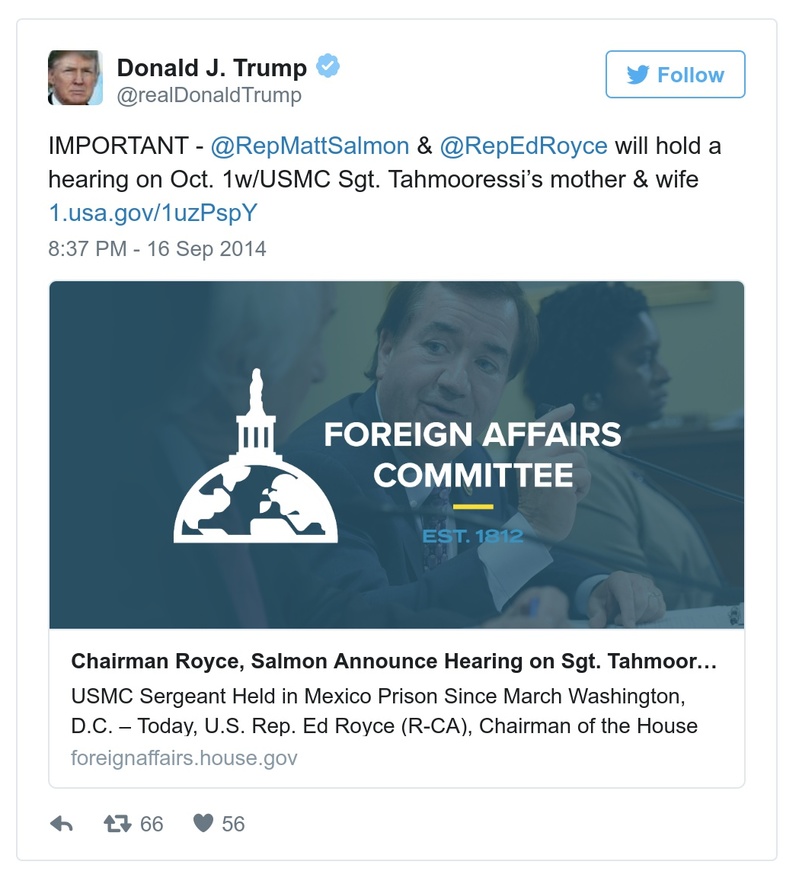 Donald J. Trump
@realDonaldTrump
Follow
IMPORTANT - @RepMattSalmon & @RepEdRoyce will hold a
hearing on Oct. 1w/USMC Sgt. Tahmooressi’s mother & wife
1.usa.gov/1uzPspY
8:37 PM - 16 Sep 2014
FOREIGN AFFAIRS
COMMITTEE
EST. 1812
Chairman Royce, Salmon Announce Hearing on Sgt. Tahmoor…
USMC Sergeant Held in Mexico Prison Since March Washington,
D.C. – Today, U.S. Rep. Ed Royce (R-CA), Chairman of the House
foreignaffairs.house.gov
66
56